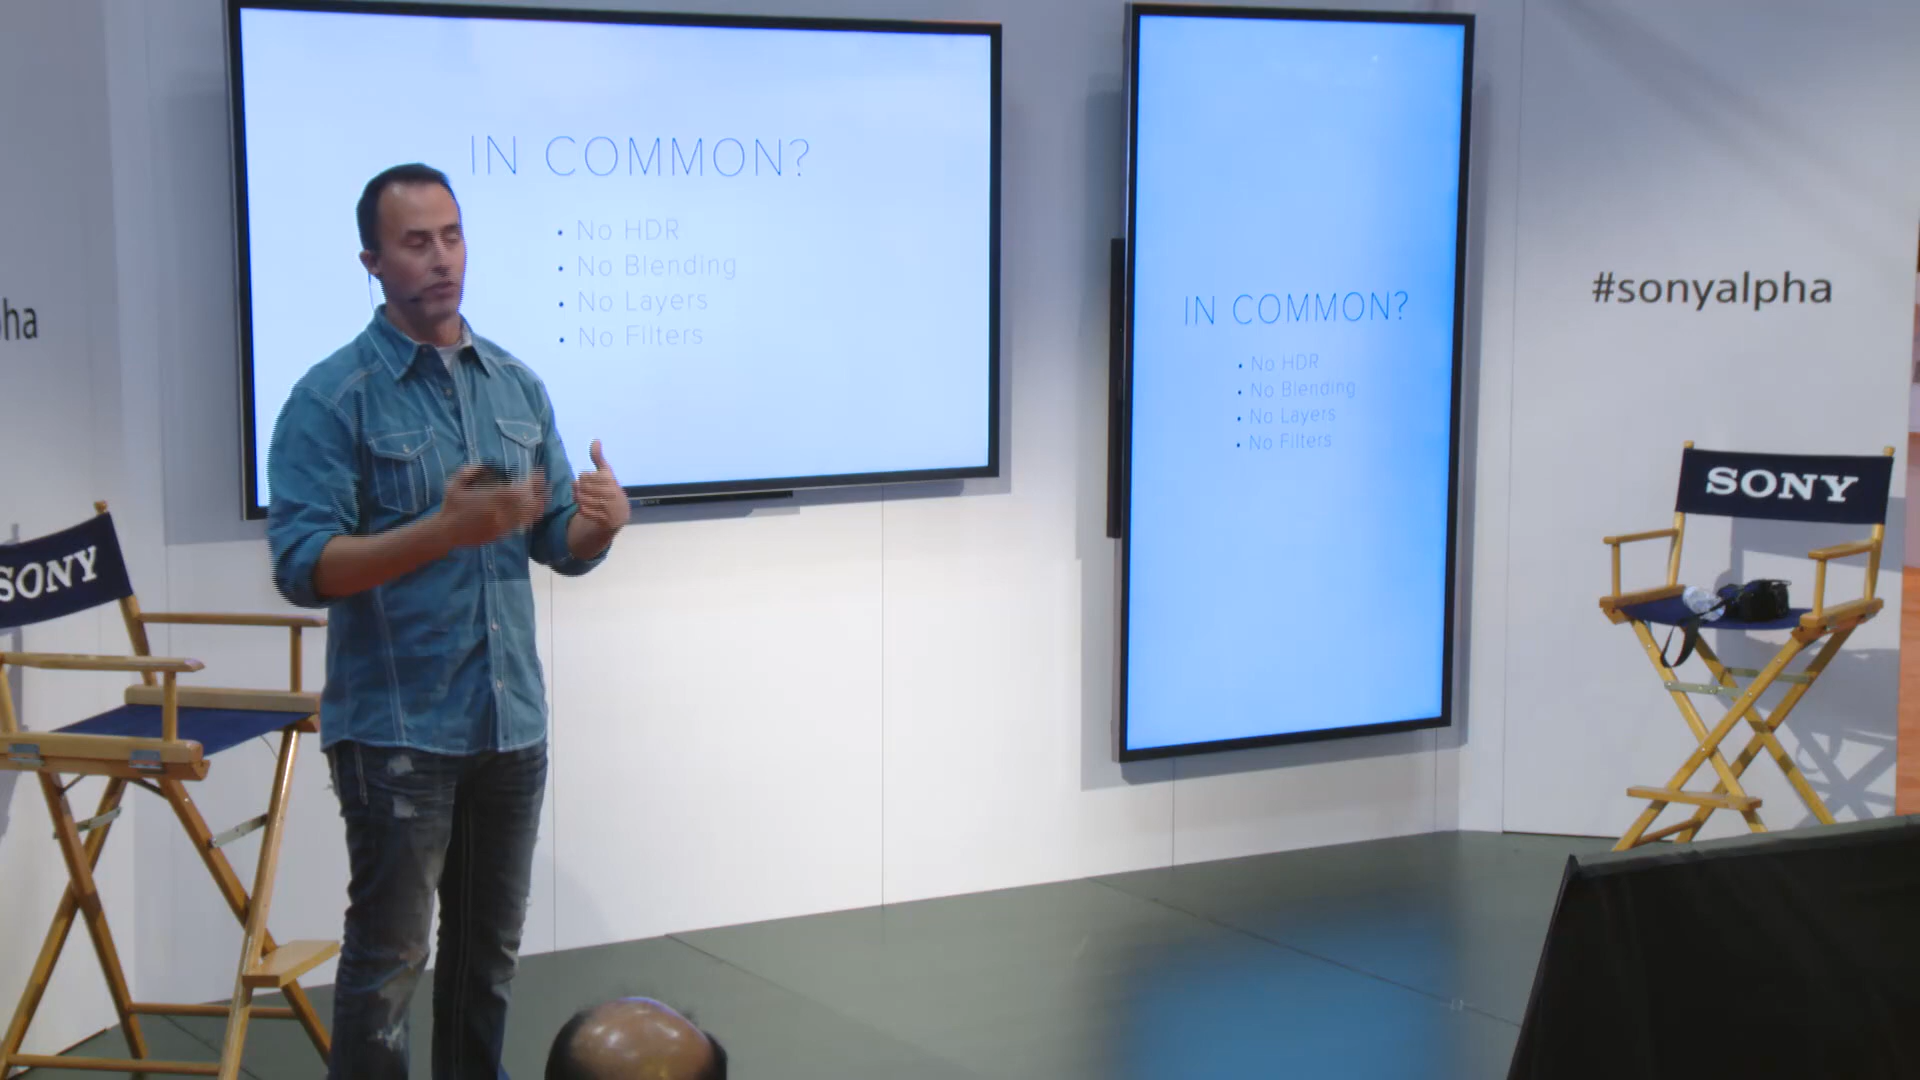 IN COMMON?
• No HDR
• No Blending
• No Layers
• No Filters
IN COMMON?
• No HDR
• No Blending
• No Layers
• No Filters
#sonyalpha
ha
SONY
SONY
SONY